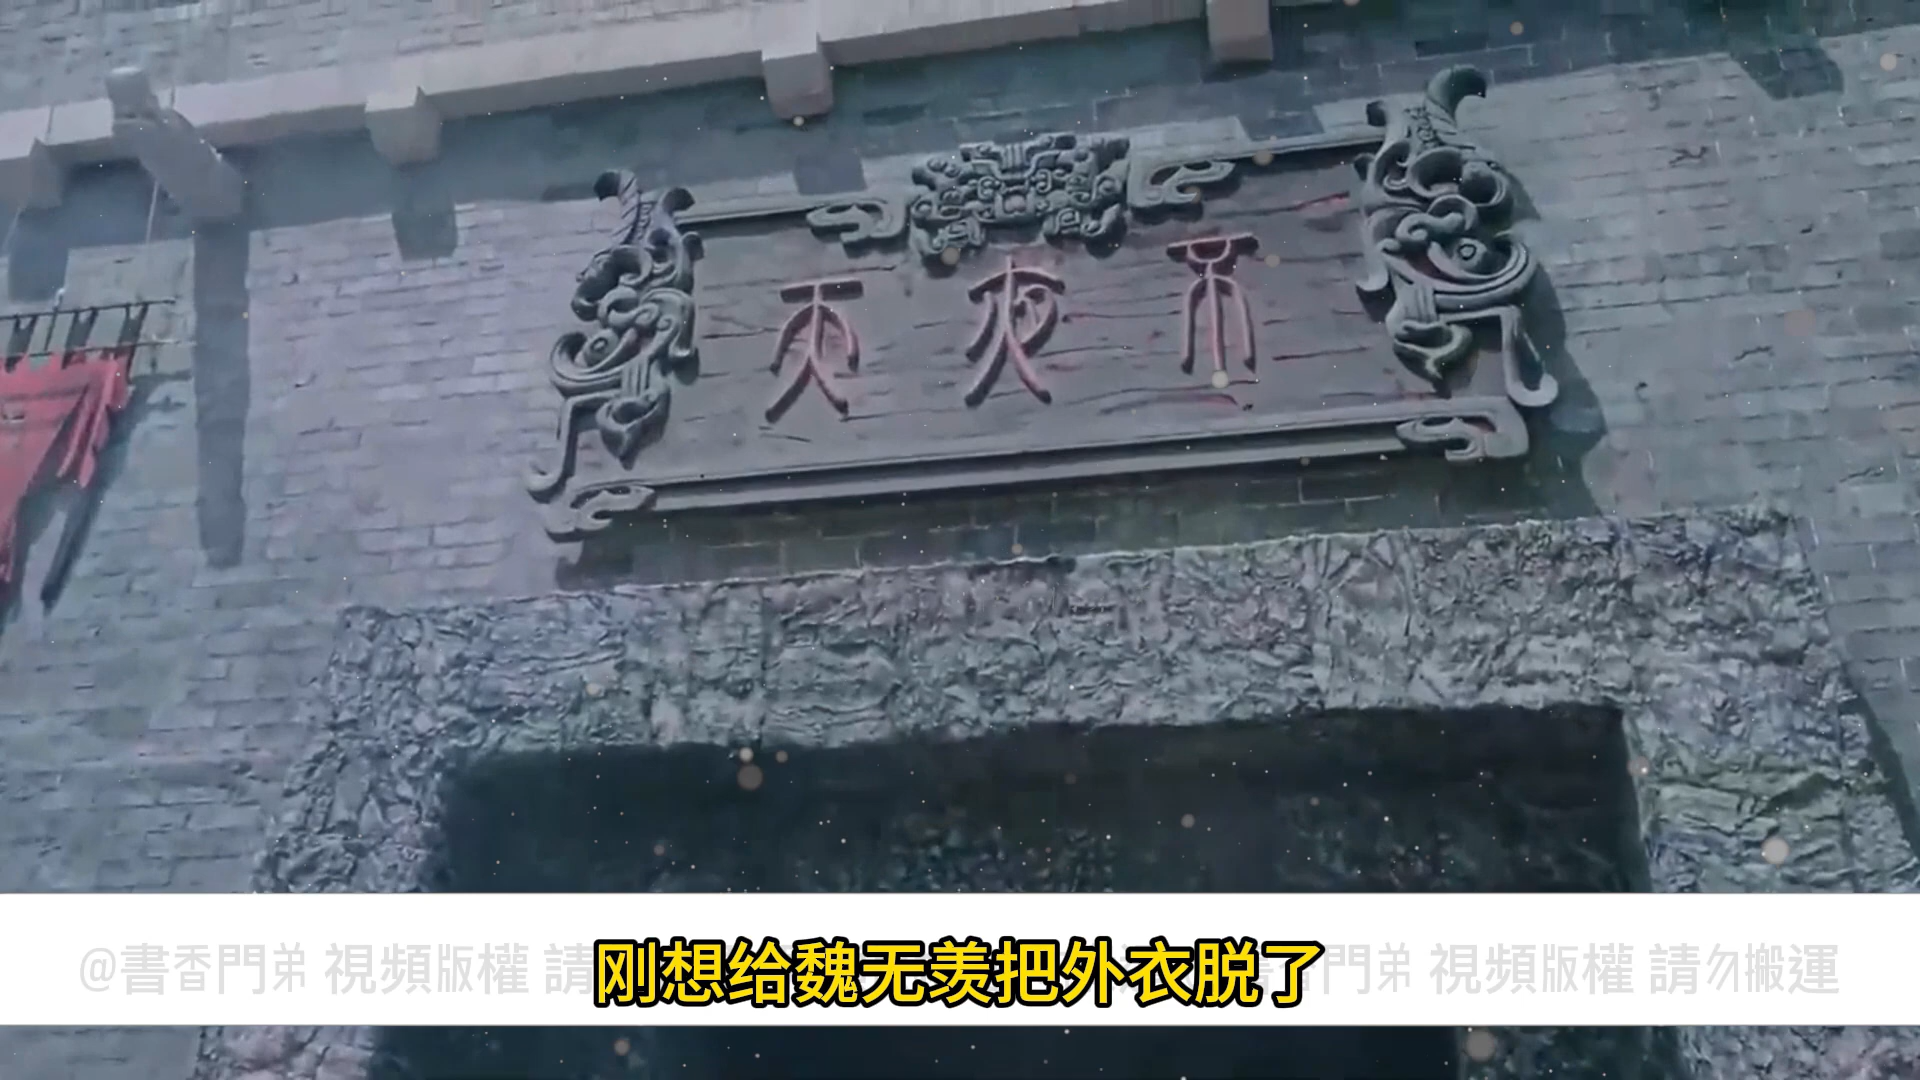 不夜天
@書香門弟 視頻版權 請
刚想给魏无羡把外衣脱了
香門弟 視頻版權 請勿搬運